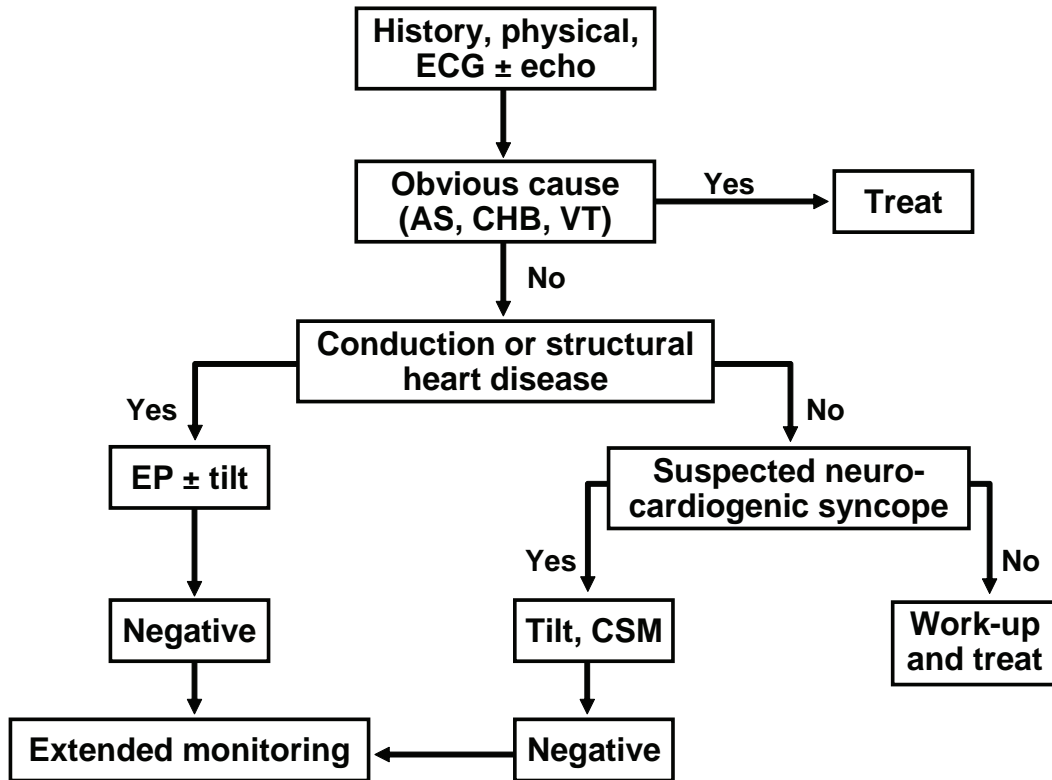 History, physical,
ECG ± echo
Obvious cause
(AS, CHB, VT)
Yes
Treat
No
Conduction or structural
heart disease
Yes
No
EP ± tilt
Suspected neuro-
cardiogenic syncope
Yes
No
Negative
Tilt, CSM
Work-up
and treat
Extended monitoring
Negative